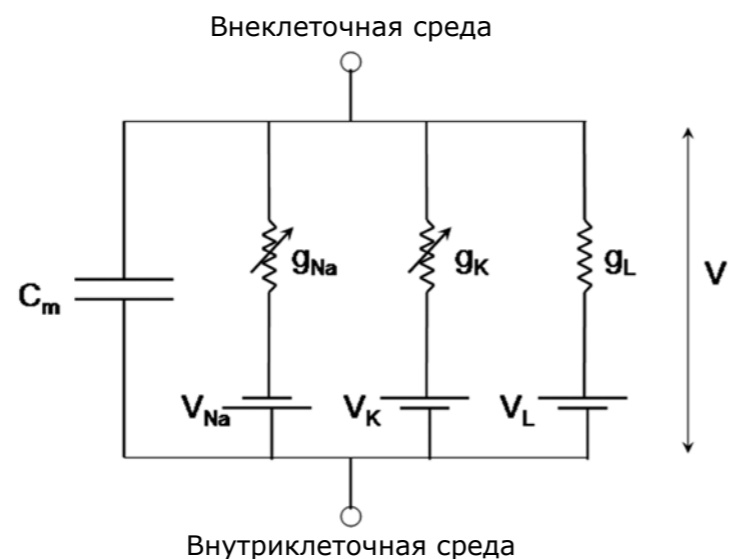 Внеклеточная среда
C_m
g_Na
g_K
g_L
V
V_Na
V_K
V_L
Внутриклеточная среда